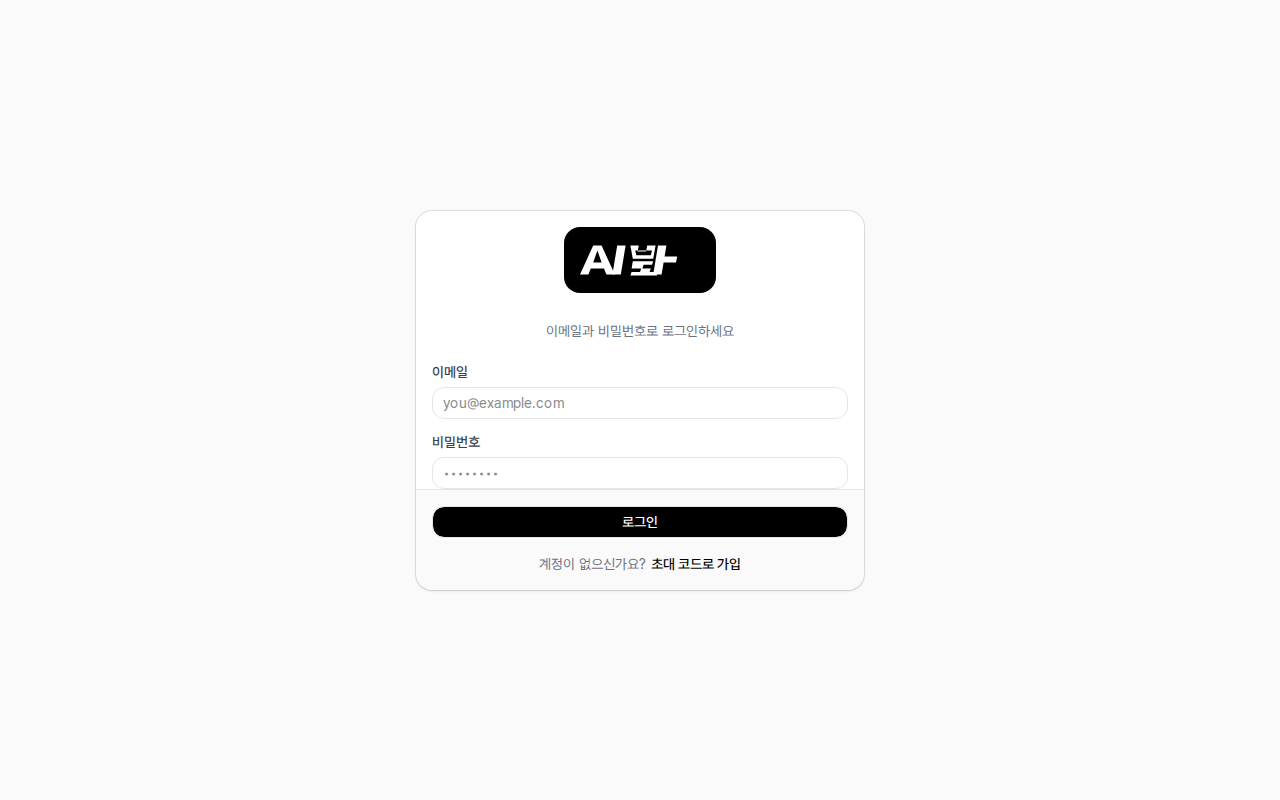 AI봐
이메일과 비밀번호로 로그인하세요
이메일
you@example.com
비밀번호
••••••••
로그인
계정이 없으신가요? 초대 코드로 가입